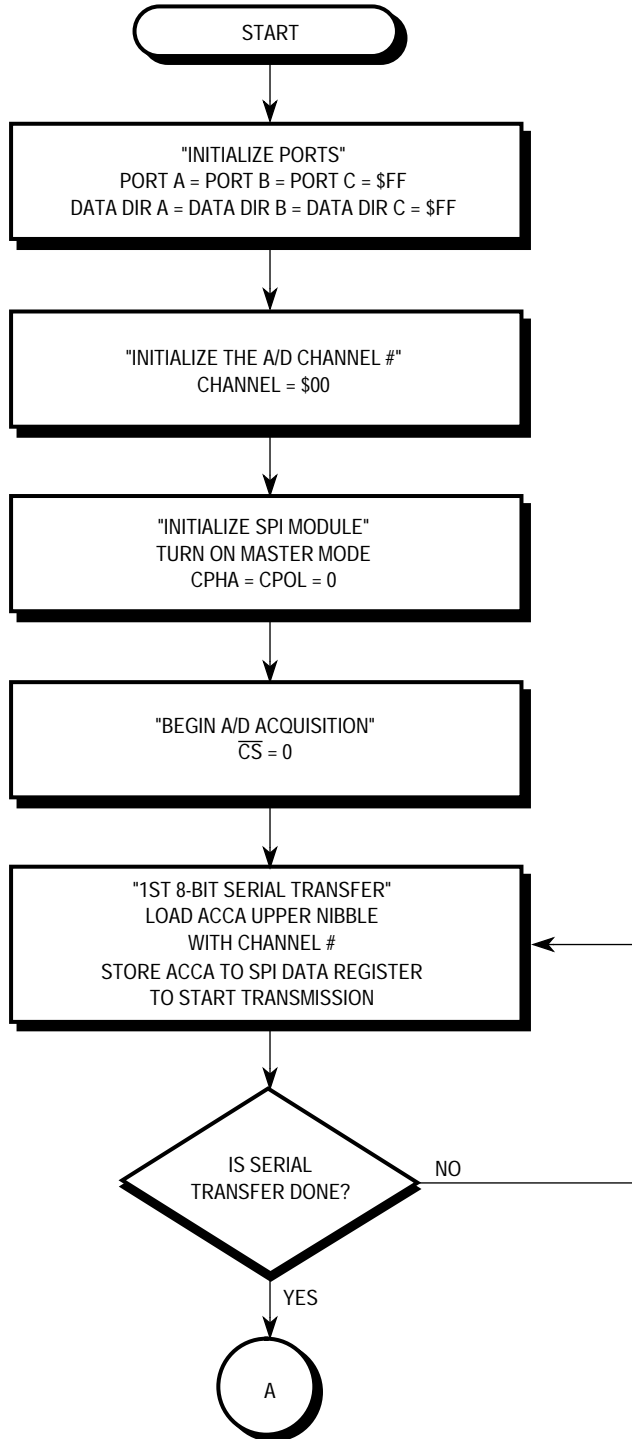 START
"INITIALIZE PORTS"
PORT A = PORT B = PORT C = $FF
DATA DIR A = DATA DIR B = DATA DIR C = $FF
"INITIALIZE THE A/D CHANNEL #"
CHANNEL = $00
"INITIALIZE SPI MODULE"
TURN ON MASTER MODE
CPHA = CPOL = 0
"BEGIN A/D ACQUISITION"
C̅S̅ = 0
"1ST 8-BIT SERIAL TRANSFER"
LOAD ACCA UPPER NIBBLE
WITH CHANNEL #
STORE ACCA TO SPI DATA REGISTER
TO START TRANSMISSION
IS SERIAL
TRANSFER DONE?
NO
YES
A